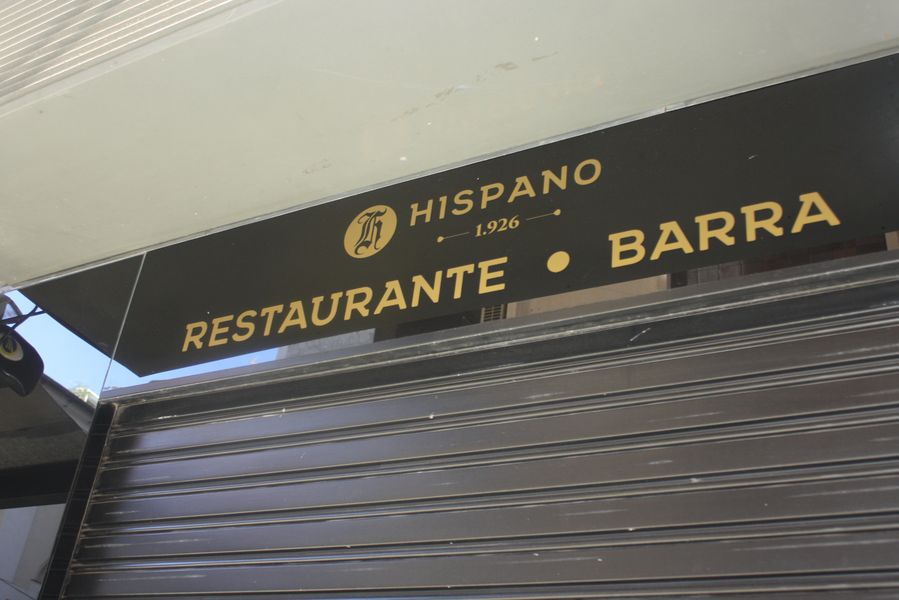 H HISPANO
1.926
RESTAURANTE • BARRA